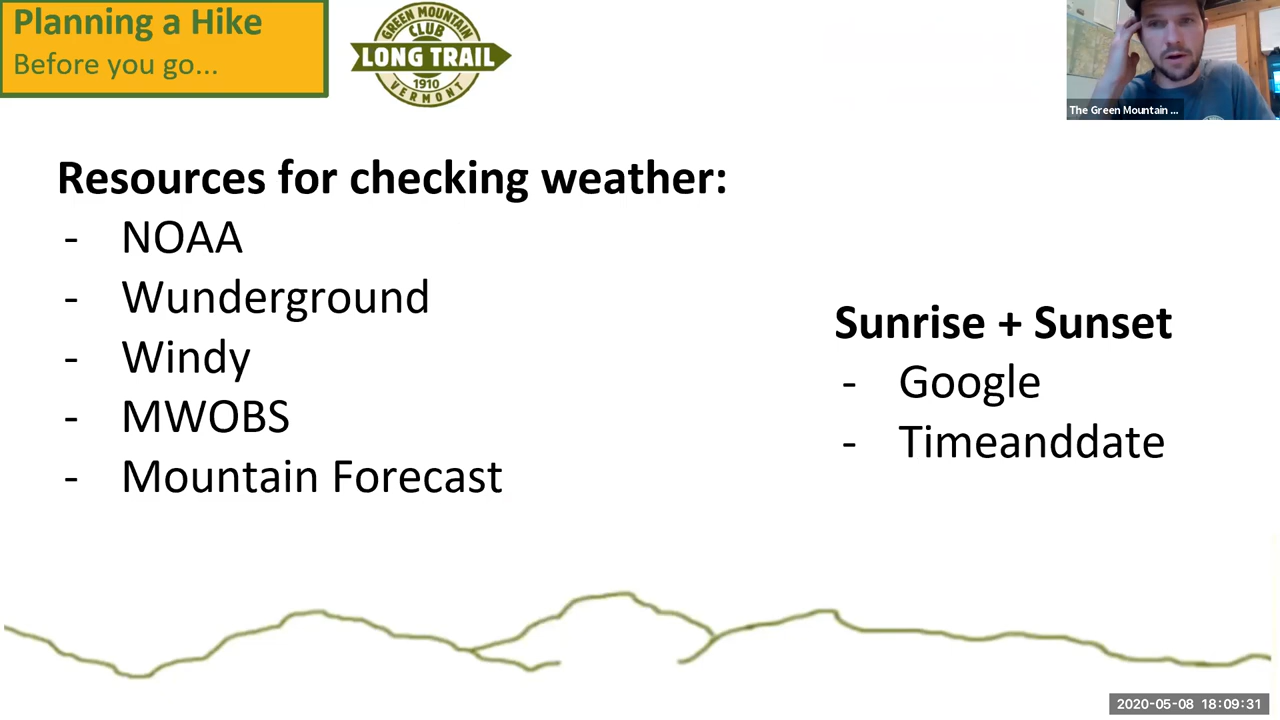 Planning a Hike
Before you go...
GREEN MOUNTAIN
CLUB
LONG TRAIL
1910
VERMONT
The Green Mountain ...
Resources for checking weather:
- NOAA
- Wunderground
- Windy
- MWOBS
- Mountain Forecast
Sunrise + Sunset
- Google
- Timeanddate
2020-05-08 18:09:31